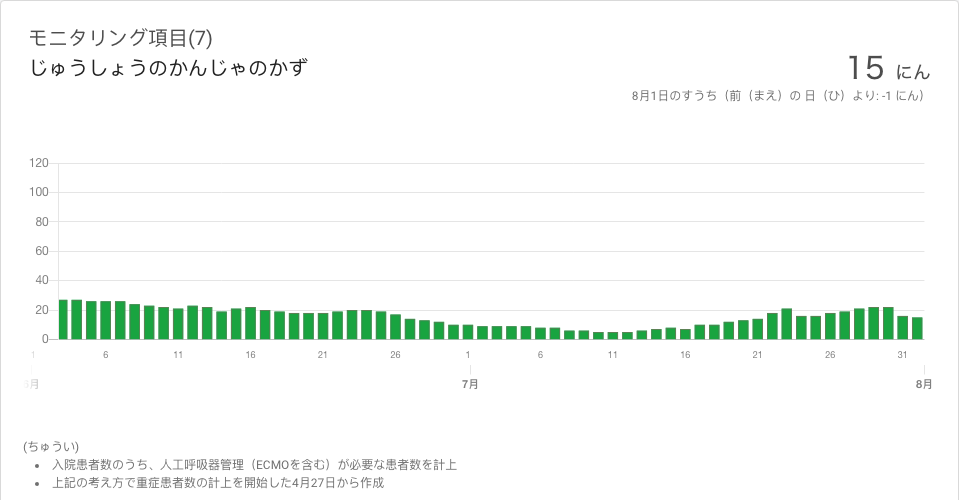 モニタリング項目(7)
じゅうしょうのかんじゃのかず
15 にん
8月1日のすうち（前（まえ）の 日（ひ）より: -1 にん）
120
100
80
60
40
20
0
1 6 11 16 21 26 1 6 11 16 21 26 31
6月 7月 8月
(ちゅうい)
• 入院患者数のうち、人工呼吸器管理（ECMOを含む）が必要な患者数を計上
• 上記の考え方で重症患者数の計上を開始した4月27日から作成